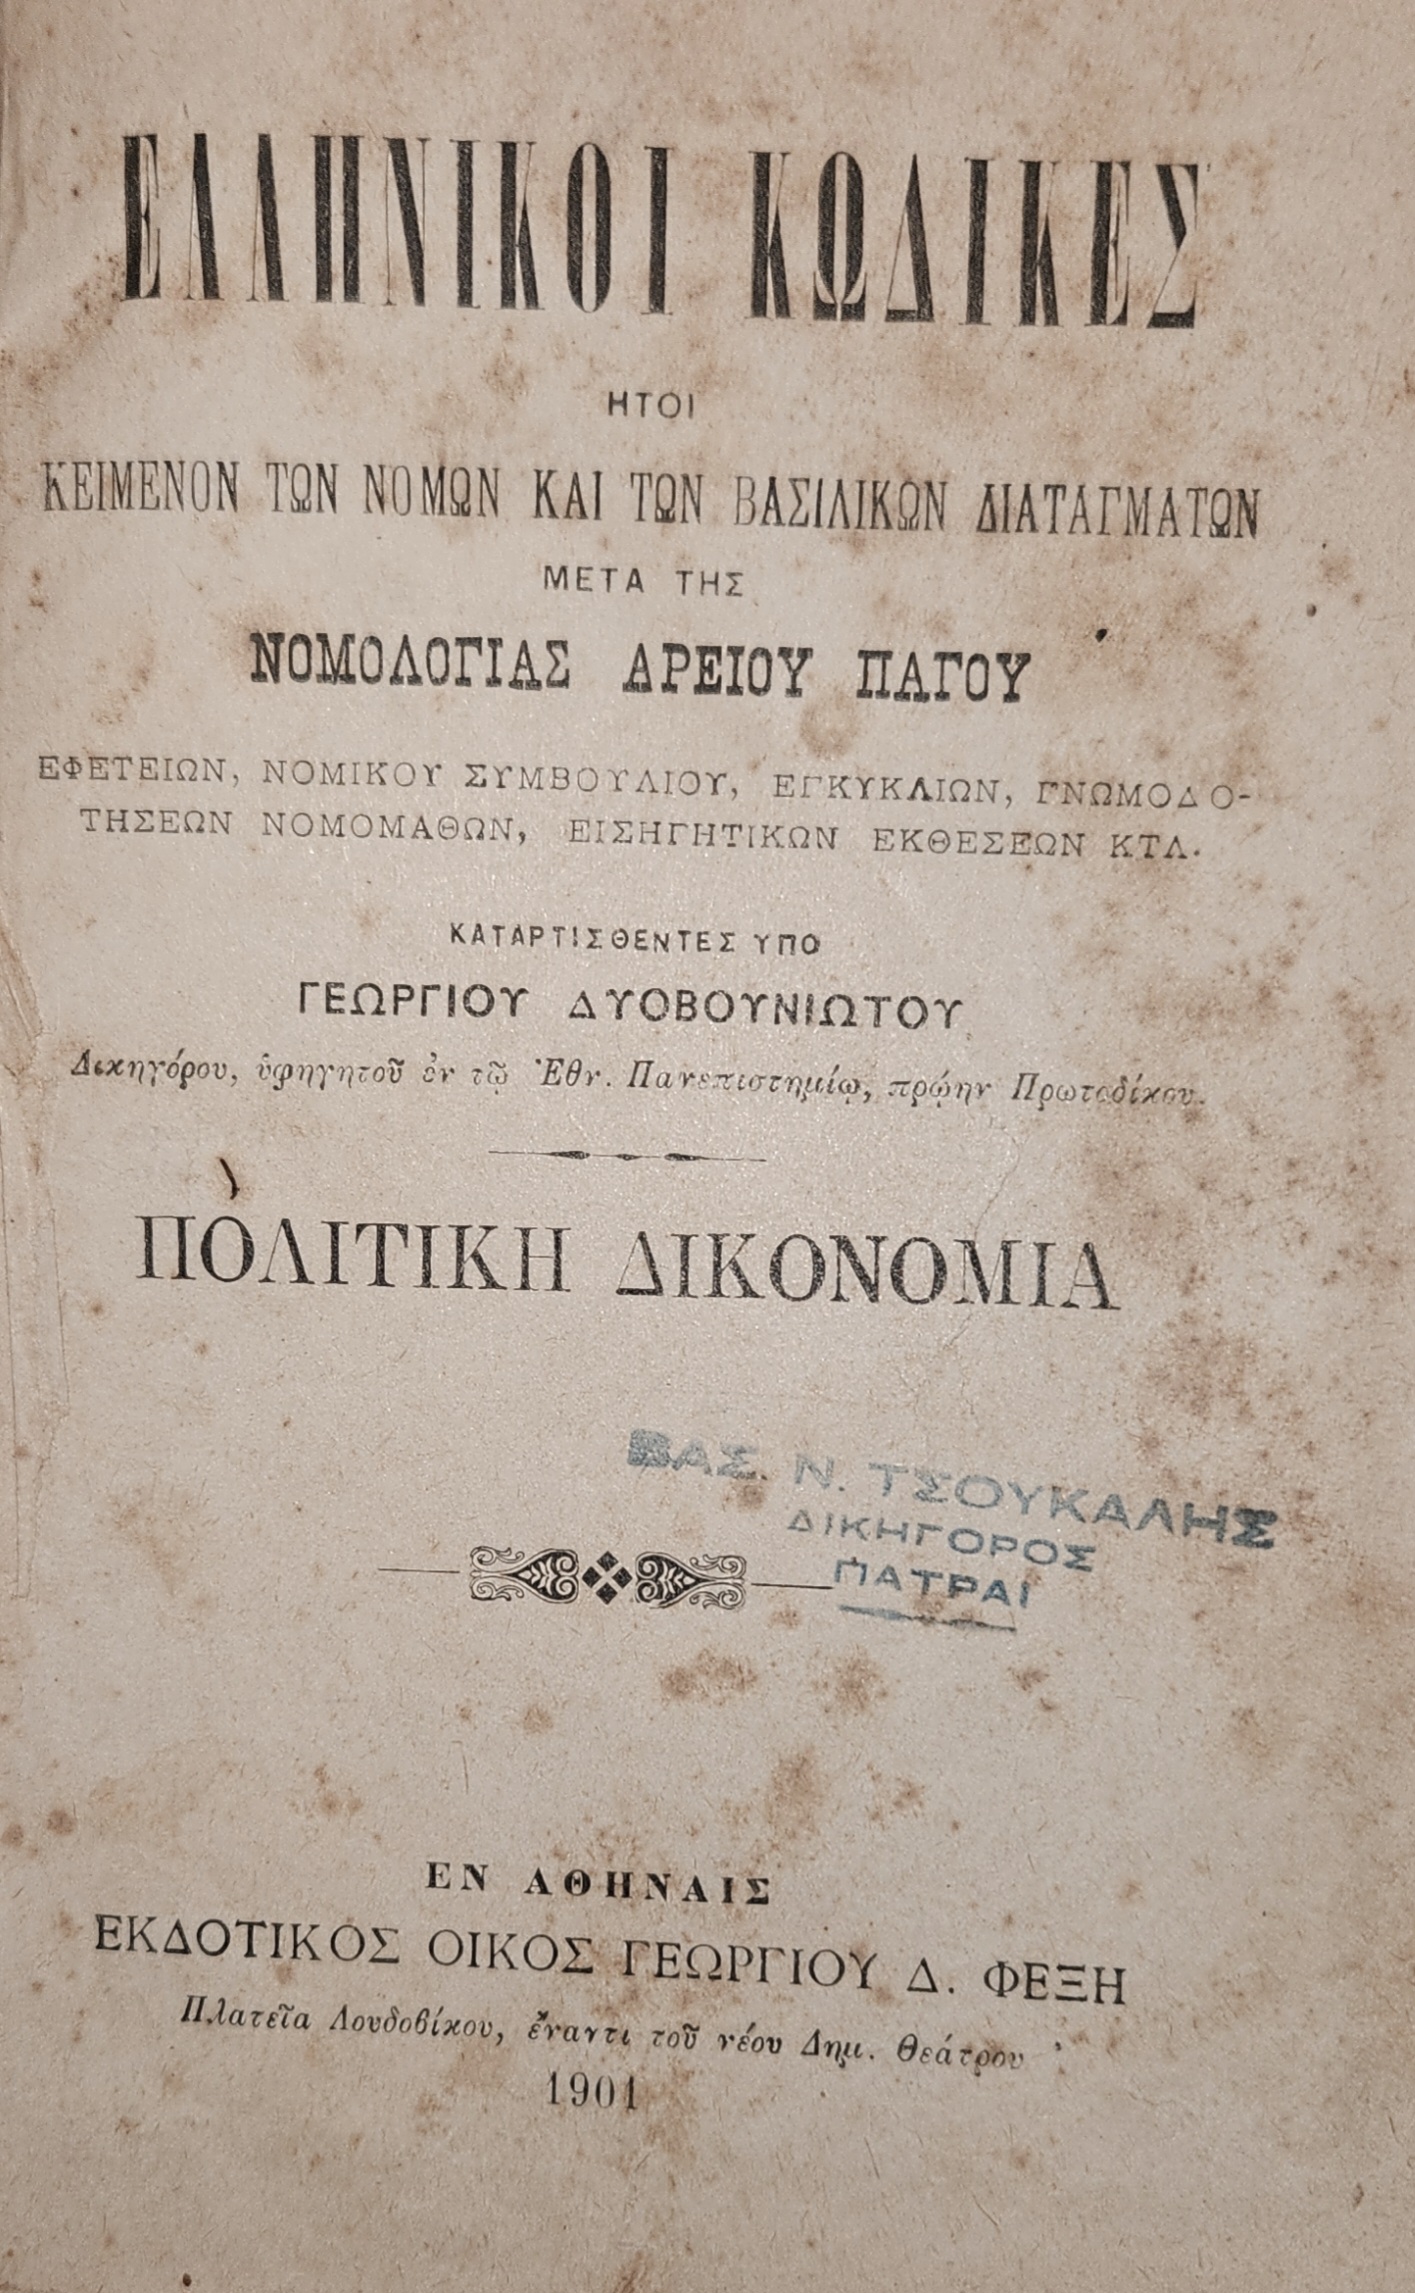 ΕΛΛΗΝΙΚΟΙ ΚΩΔΙΚΕΣ
ΗΤΟΙ
ΚΕΙΜΕΝΟΝ ΤΩΝ ΝΟΜΩΝ ΚΑΙ ΤΩΝ ΒΑΣΙΛΙΚΩΝ ΔΙΑΤΑΓΜΑΤΩΝ
ΜΕΤΑ ΤΗΣ
ΝΟΜΟΛΟΓΙΑΣ ΑΡΕΙΟΥ ΠΑΓΟΥ
ΕΦΕΤΕΙΩΝ, ΝΟΜΙΚΟΥ ΣΥΜΒΟΥΛΙΟΥ, ΕΓΚΥΚΛΙΩΝ, ΓΝΩΜΟΔΟ-
ΤΗΣΕΩΝ ΝΟΜΟΜΑΘΩΝ, ΕΙΣΗΓΗΤΙΚΩΝ ΕΚΘΕΣΕΩΝ ΚΤΛ.
ΚΑΤΑΡΤΙΣΘΕΝΤΕΣ ΥΠΟ
ΓΕΩΡΓΙΟΥ ΔΥΟΒΟΥΝΙΩΤΟΥ
Δικηγόρου, ὑφηγητοῦ ἐν τῷ Ἐθν. Πανεπιστημίῳ, πρῴην Πρωτοδίκου.
ΠΟΛΙΤΙΚΗ ΔΙΚΟΝΟΜΙΑ
ΒΑΣ. Ν. ΤΣΟΥΚΑΛΗΣ
ΔΙΚΗΓΟΡΟΣ
ΠΑΤΡΑΙ
ΕΝ ΑΘΗΝΑΙΣ
ΕΚΔΟΤΙΚΟΣ ΟΙΚΟΣ ΓΕΩΡΓΙΟΥ Δ. ΦΕΞΗ
Πλατεῖα Λουδοβίκου, ἔναντι τοῦ νέου Δημ. Θεάτρου
1901